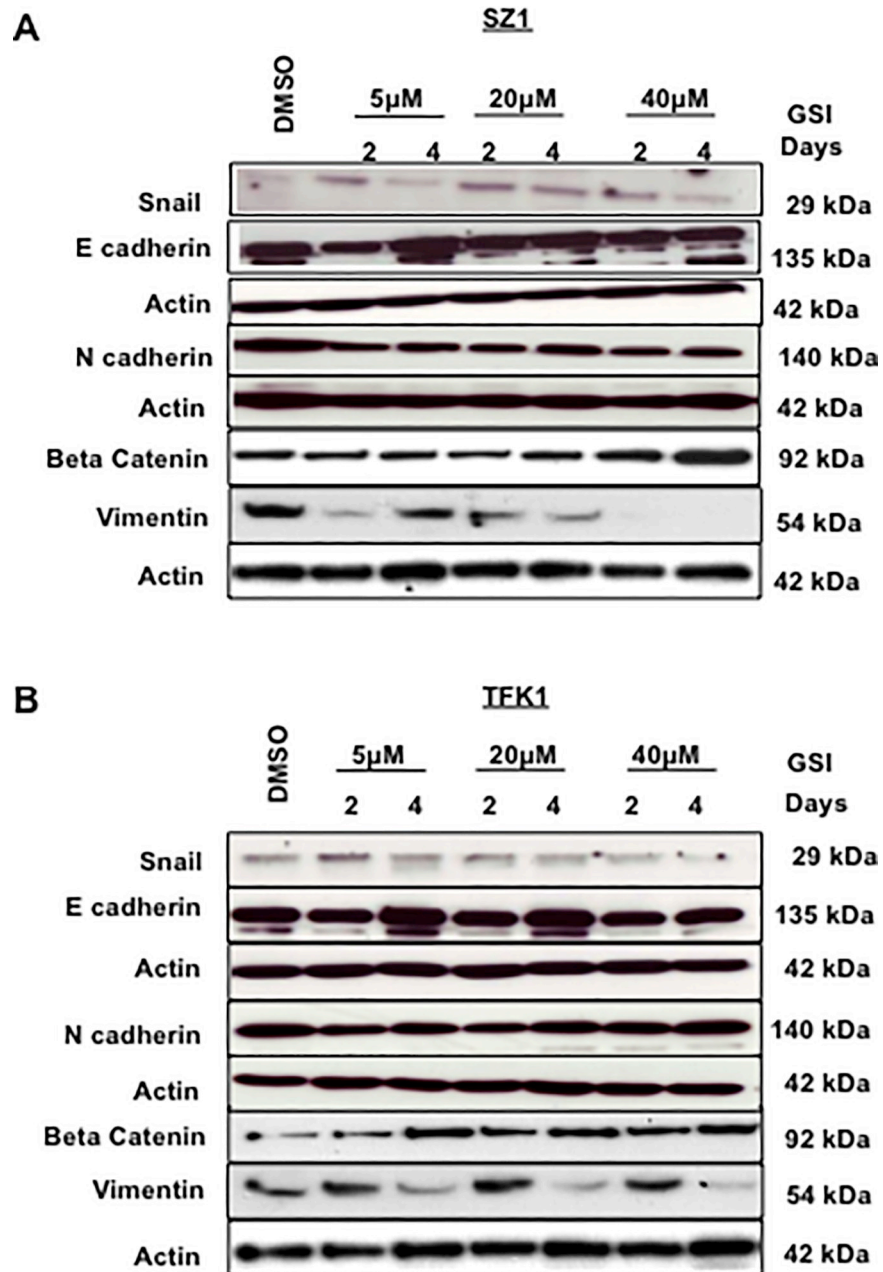 A
SZ1
DMSO
5µM 20µM 40µM GSI
2 4 2 4 2 4 Days
Snail 29 kDa
E cadherin 135 kDa
Actin 42 kDa
N cadherin 140 kDa
Actin 42 kDa
Beta Catenin 92 kDa
Vimentin 54 kDa
Actin 42 kDa
B
TFK1
DMSO
5µM 20µM 40µM GSI
2 4 2 4 2 4 Days
Snail 29 kDa
E cadherin 135 kDa
Actin 42 kDa
N cadherin 140 kDa
Actin 42 kDa
Beta Catenin 92 kDa
Vimentin 54 kDa
Actin 42 kDa